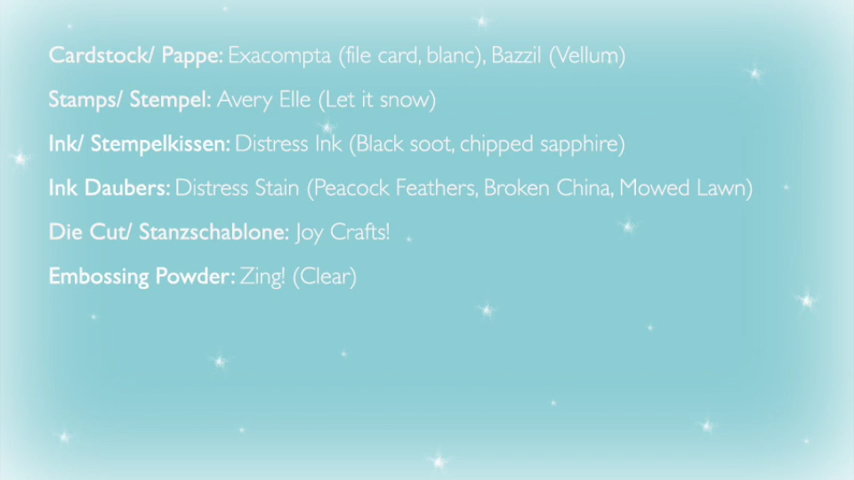 Cardstock/ Pappe: Exacompta (file card, blanc), Bazzil (Vellum)
Stamps/ Stempel: Avery Elle (Let it snow)
Ink/ Stempelkissen: Distress Ink (Black soot, chipped sapphire)
Ink Daubers: Distress Stain (Peacock Feathers, Broken China, Mowed Lawn)
Die Cut/ Stanzschablone: Joy Crafts!
Embossing Powder: Zing! (Clear)